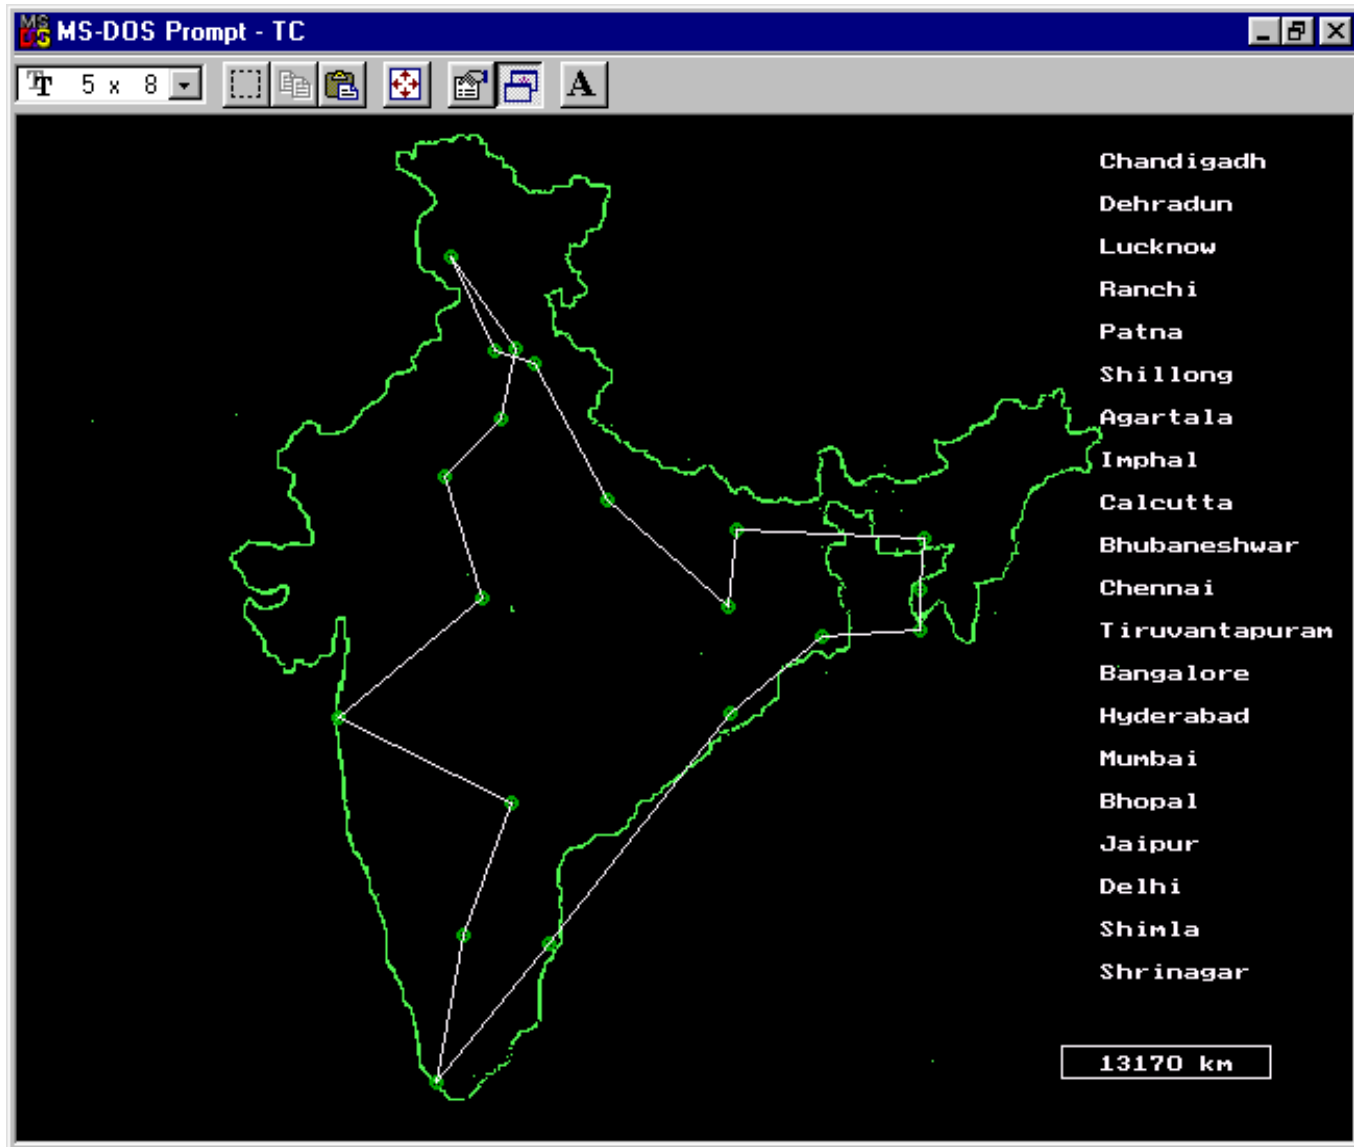 MS-DOS Prompt - TC
5 x 8
A
Chandigadh
Dehradun
Lucknow
Ranchi
Patna
Shillong
Agartala
Imphal
Calcutta
Bhubaneshwar
Chennai
Tiruvantapuram
Bangalore
Hyderabad
Mumbai
Bhopal
Jaipur
Delhi
Shimla
Shrinagar
13170 km